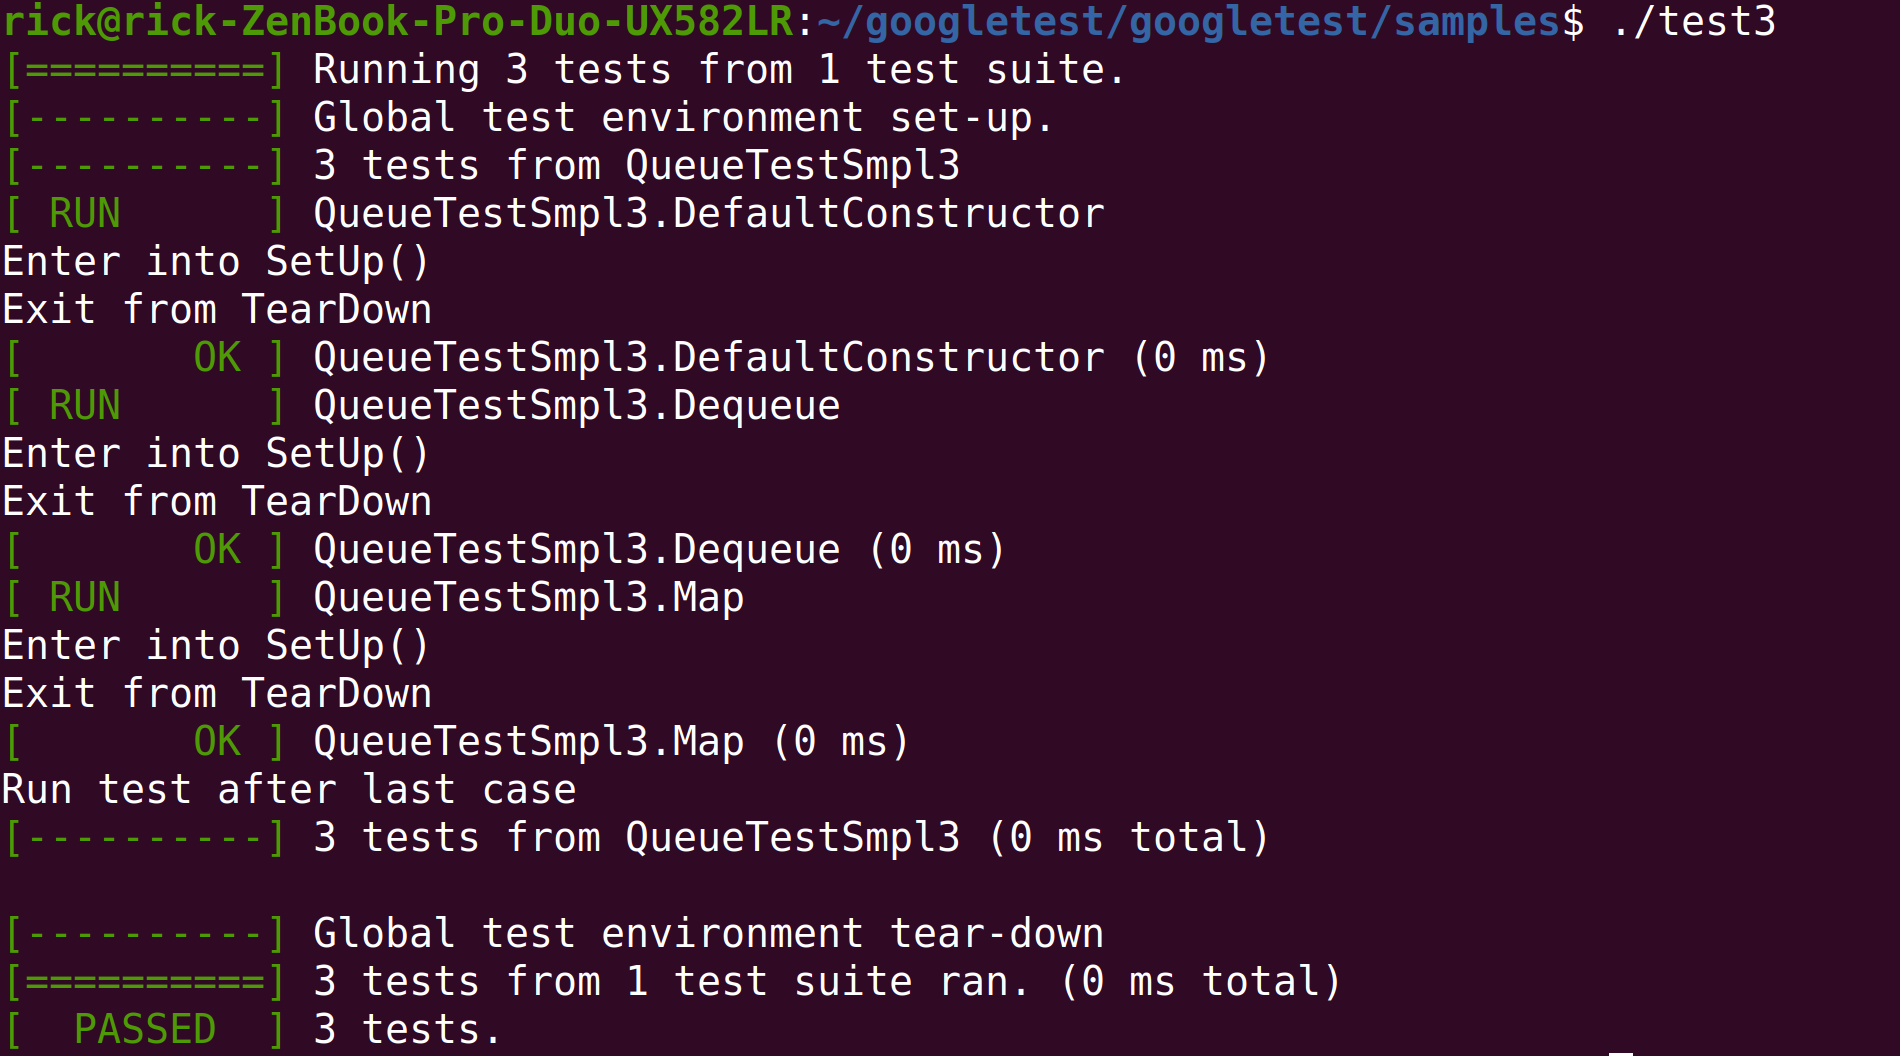 rick@rick-ZenBook-Pro-Duo-UX582LR:~/googletest/googletest/samples$ ./test3
[==========] Running 3 tests from 1 test suite.
[----------] Global test environment set-up.
[----------] 3 tests from QueueTestSmpl3
[ RUN      ] QueueTestSmpl3.DefaultConstructor
Enter into SetUp()
Exit from TearDown
[       OK ] QueueTestSmpl3.DefaultConstructor (0 ms)
[ RUN      ] QueueTestSmpl3.Dequeue
Enter into SetUp()
Exit from TearDown
[       OK ] QueueTestSmpl3.Dequeue (0 ms)
[ RUN      ] QueueTestSmpl3.Map
Enter into SetUp()
Exit from TearDown
[       OK ] QueueTestSmpl3.Map (0 ms)
Run test after last case
[----------] 3 tests from QueueTestSmpl3 (0 ms total)

[----------] Global test environment tear-down
[==========] 3 tests from 1 test suite ran. (0 ms total)
[  PASSED  ] 3 tests.